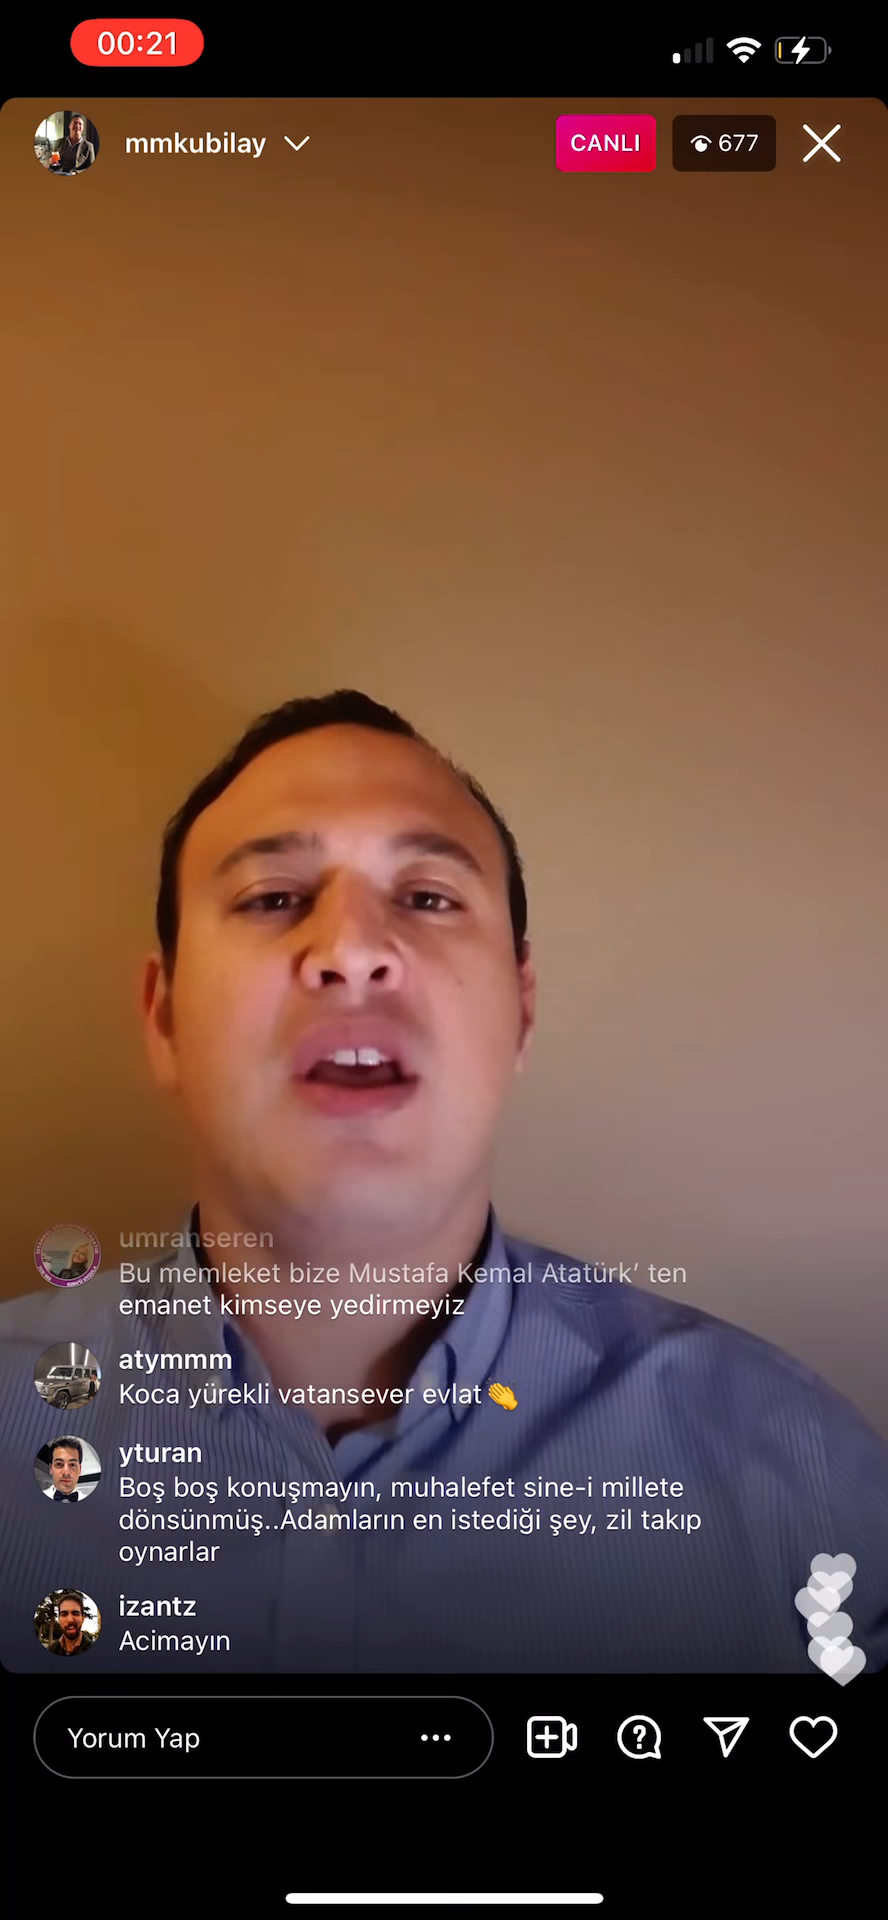 00:21
mmkubilay
CANLI
677
umranseren
Bu memleket bize Mustafa Kemal Atatürk’ ten
emanet kimseye yedirmeyiz
atymmm
Koca yürekli vatansever evlat👏
yturan
Boş boş konuşmayın, muhalefet sine-i millete
dönsünmüş..Adamların en istediği şey, zil takıp
oynarlar
izantz
Acimayın
Yorum Yap